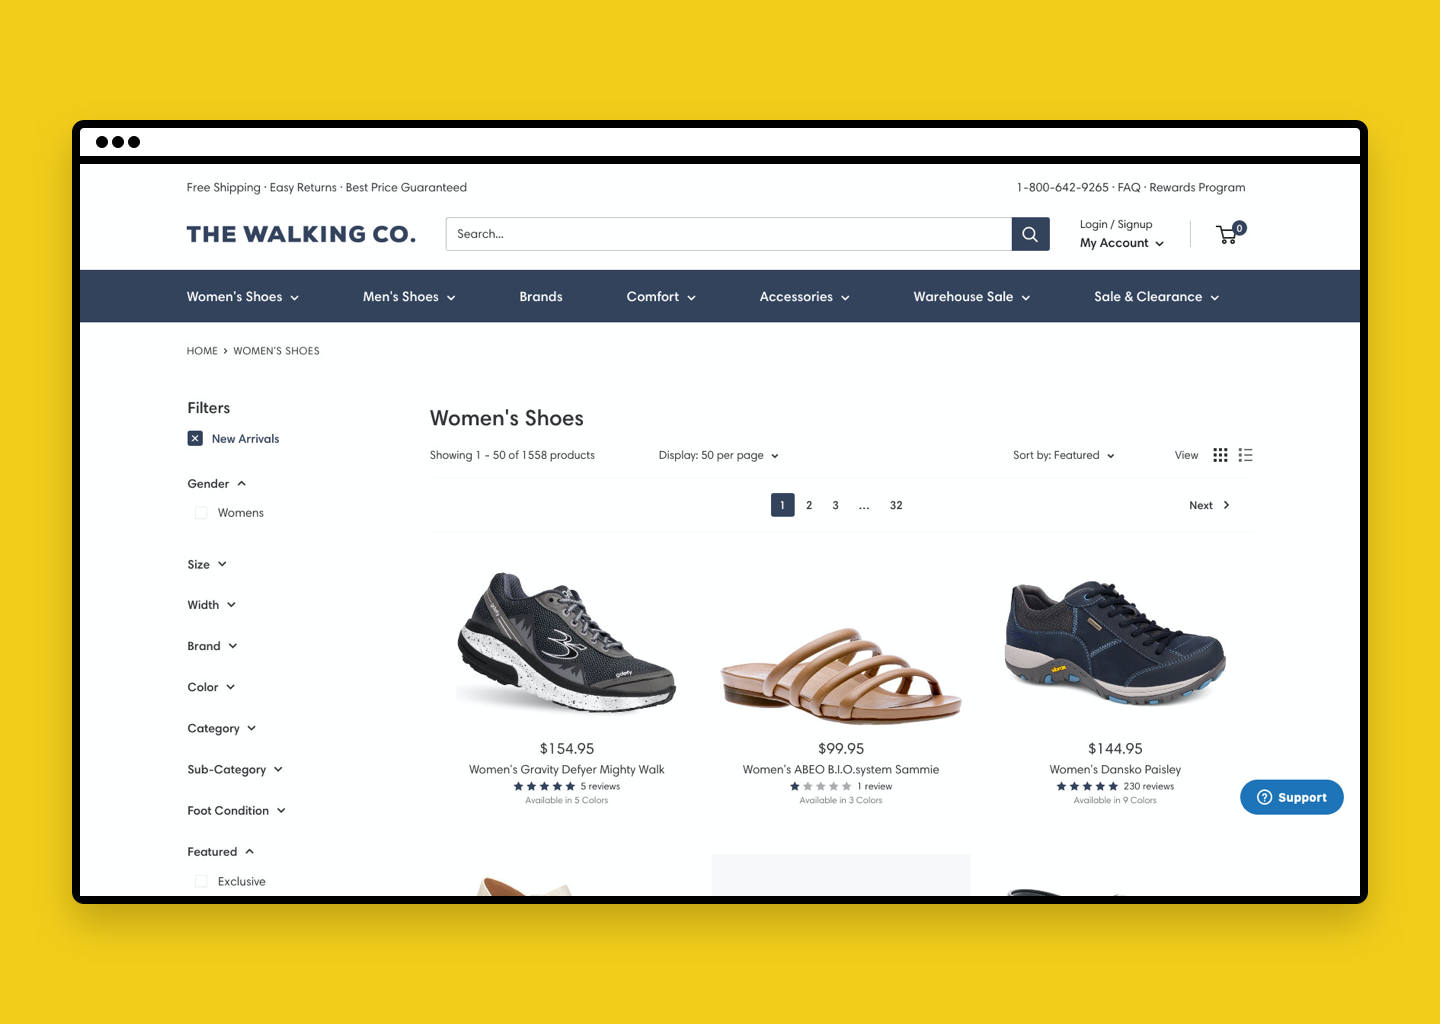 Free Shipping · Easy Returns · Best Price Guaranteed
1-800-642-9265 · FAQ · Rewards Program
THE WALKING CO.
Search...
Login / Signup
My Account
0
Women's Shoes
Men's Shoes
Brands
Comfort
Accessories
Warehouse Sale
Sale & Clearance
HOME > WOMEN'S SHOES
Filters
New Arrivals
Gender
Womens
Size
Width
Brand
Color
Category
Sub-Category
Foot Condition
Featured
Exclusive
Women's Shoes
Showing 1 - 50 of 1558 products
Display: 50 per page
Sort by: Featured
View
1 2 3 ... 32
Next
gdefy
vibram
$154.95
Women's Gravity Defyer Mighty Walk
5 reviews
Available in 5 Colors
$99.95
Women's ABEO B.I.O.system Sammie
1 review
Available in 3 Colors
$144.95
Women's Dansko Paisley
230 reviews
Available in 9 Colors
Support